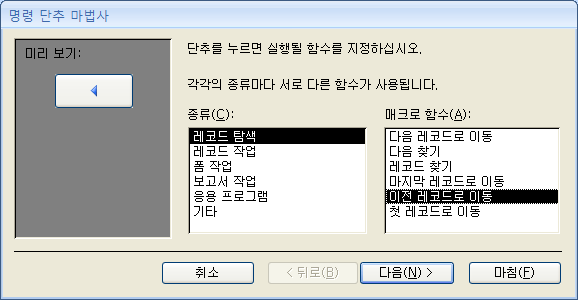 명령 단추 마법사
미리 보기:
단추를 누르면 실행될 함수를 지정하십시오.
각각의 종류마다 서로 다른 함수가 사용됩니다.
종류(C):
레코드 탐색
레코드 작업
폼 작업
보고서 작업
응용 프로그램
기타
매크로 함수(A):
다음 레코드로 이동
다음 찾기
레코드 찾기
마지막 레코드로 이동
이전 레코드로 이동
첫 레코드로 이동
취소
< 뒤로(B)
다음(N) >
마침(F)